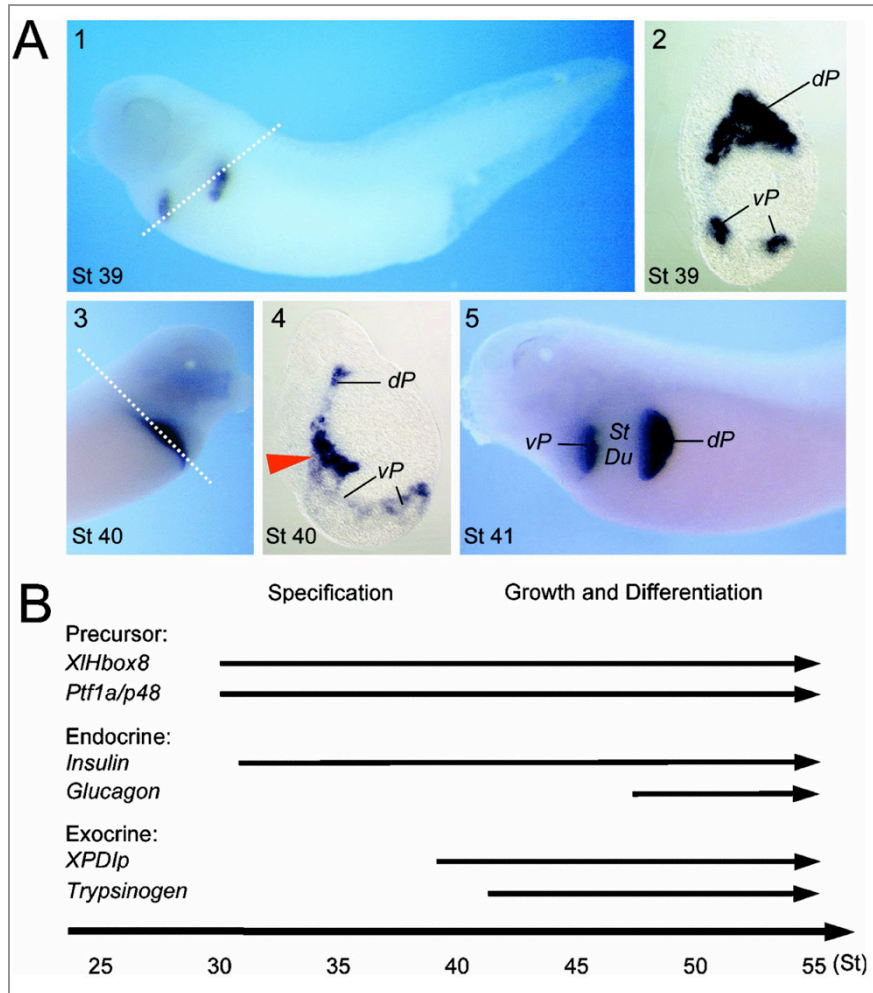 A
1
St 39
2
dP
vP
St 39
3
St 40
4
dP
vP
St 40
5
vP
St
Du
dP
St 41
B
Specification Growth and Differentiation
Precursor:
XlHbox8
Ptf1a/p48
Endocrine:
Insulin
Glucagon
Exocrine:
XPDIp
Trypsinogen
25 30 35 40 45 50 55 (St)